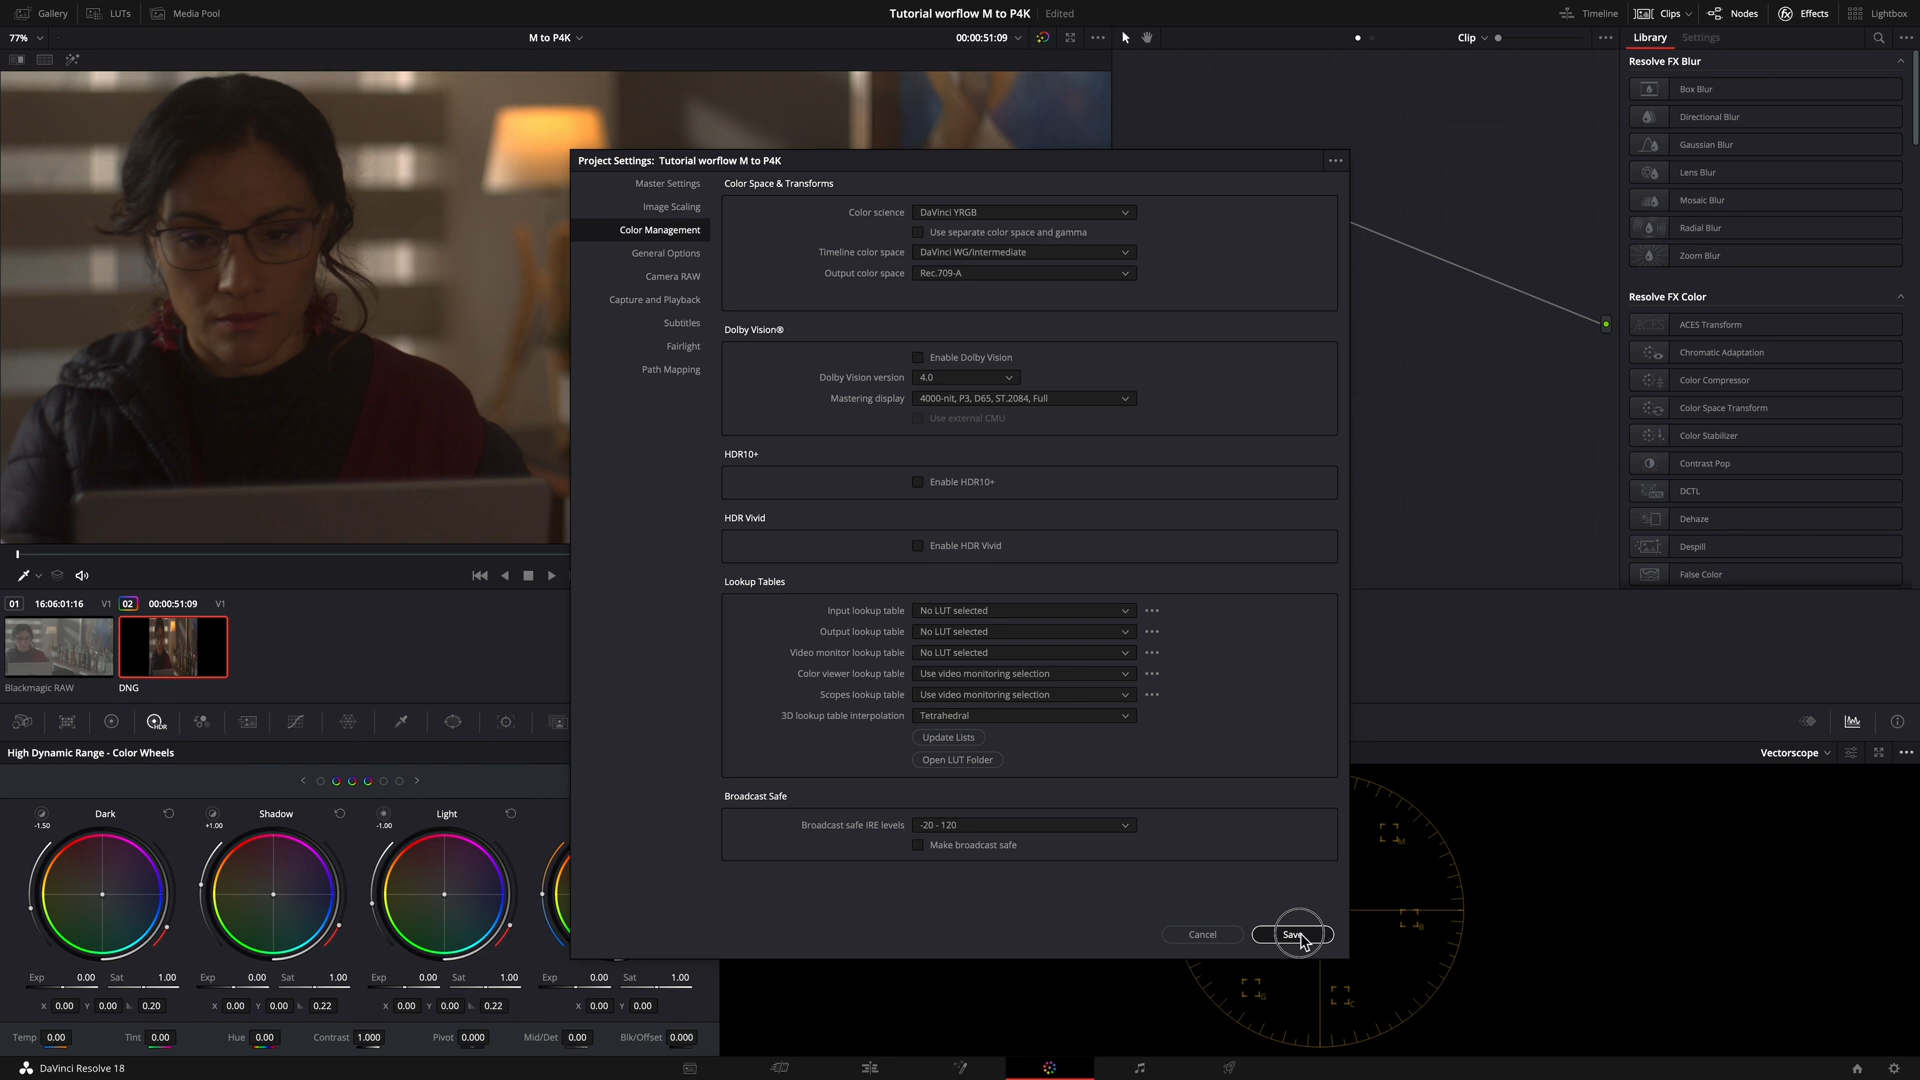 Gallery LUTs Media Pool Tutorial worflow M to P4K Edited Timeline Clips Nodes Effects Lightbox
77% M to P4K 00:00:51:09 Clip Library Settings
Resolve FX Blur
Box Blur
Directional Blur
Gaussian Blur
Lens Blur
Mosaic Blur
Radial Blur
Zoom Blur
Resolve FX Color
ACES Transform
Chromatic Adaptation
Color Compressor
Color Space Transform
Color Stabilizer
Contrast Pop
DCTL
Dehaze
Despill
False Color
Project Settings: Tutorial worflow M to P4K
Master Settings
Image Scaling
Color Management
General Options
Camera RAW
Capture and Playback
Subtitles
Fairlight
Path Mapping
Color Space & Transforms
Color science DaVinci YRGB
Use separate color space and gamma
Timeline color space DaVinci WG/Intermediate
Output color space Rec.709-A
Dolby Vision®
Enable Dolby Vision
Dolby Vision version 4.0
Mastering display 4000-nit, P3, D65, ST.2084, Full
Use external CMU
HDR10+
Enable HDR10+
HDR Vivid
Enable HDR Vivid
Lookup Tables
Input lookup table No LUT selected
Output lookup table No LUT selected
Video monitor lookup table No LUT selected
Color viewer lookup table Use video monitoring selection
Scopes lookup table Use video monitoring selection
3D lookup table interpolation Tetrahedral
Update Lists
Open LUT Folder
Broadcast Safe
Broadcast safe IRE levels -20 - 120
Make broadcast safe
Cancel Save
01 16:06:01:16 V1 02 00:00:51:09 V1
Blackmagic RAW DNG
HDR
High Dynamic Range - Color Wheels
Vectorscope
Dark Shadow Light
-1.50 +1.00 -1.00
Exp 0.00 Sat 1.00 Exp 0.00 Sat 1.00 Exp 0.00 Sat 1.00 Exp 0.00 Sat 1.00
X 0.00 Y 0.00 0.20 X 0.00 Y 0.00 0.22 X 0.00 Y 0.00 0.22 X 0.00 Y 0.00
Temp 0.00 Tint 0.00 Hue 0.00 Contrast 1.000 Pivot 0.000 Mid/Det 0.00 Blk/Offset 0.000
M
B
G
C
DaVinci Resolve 18